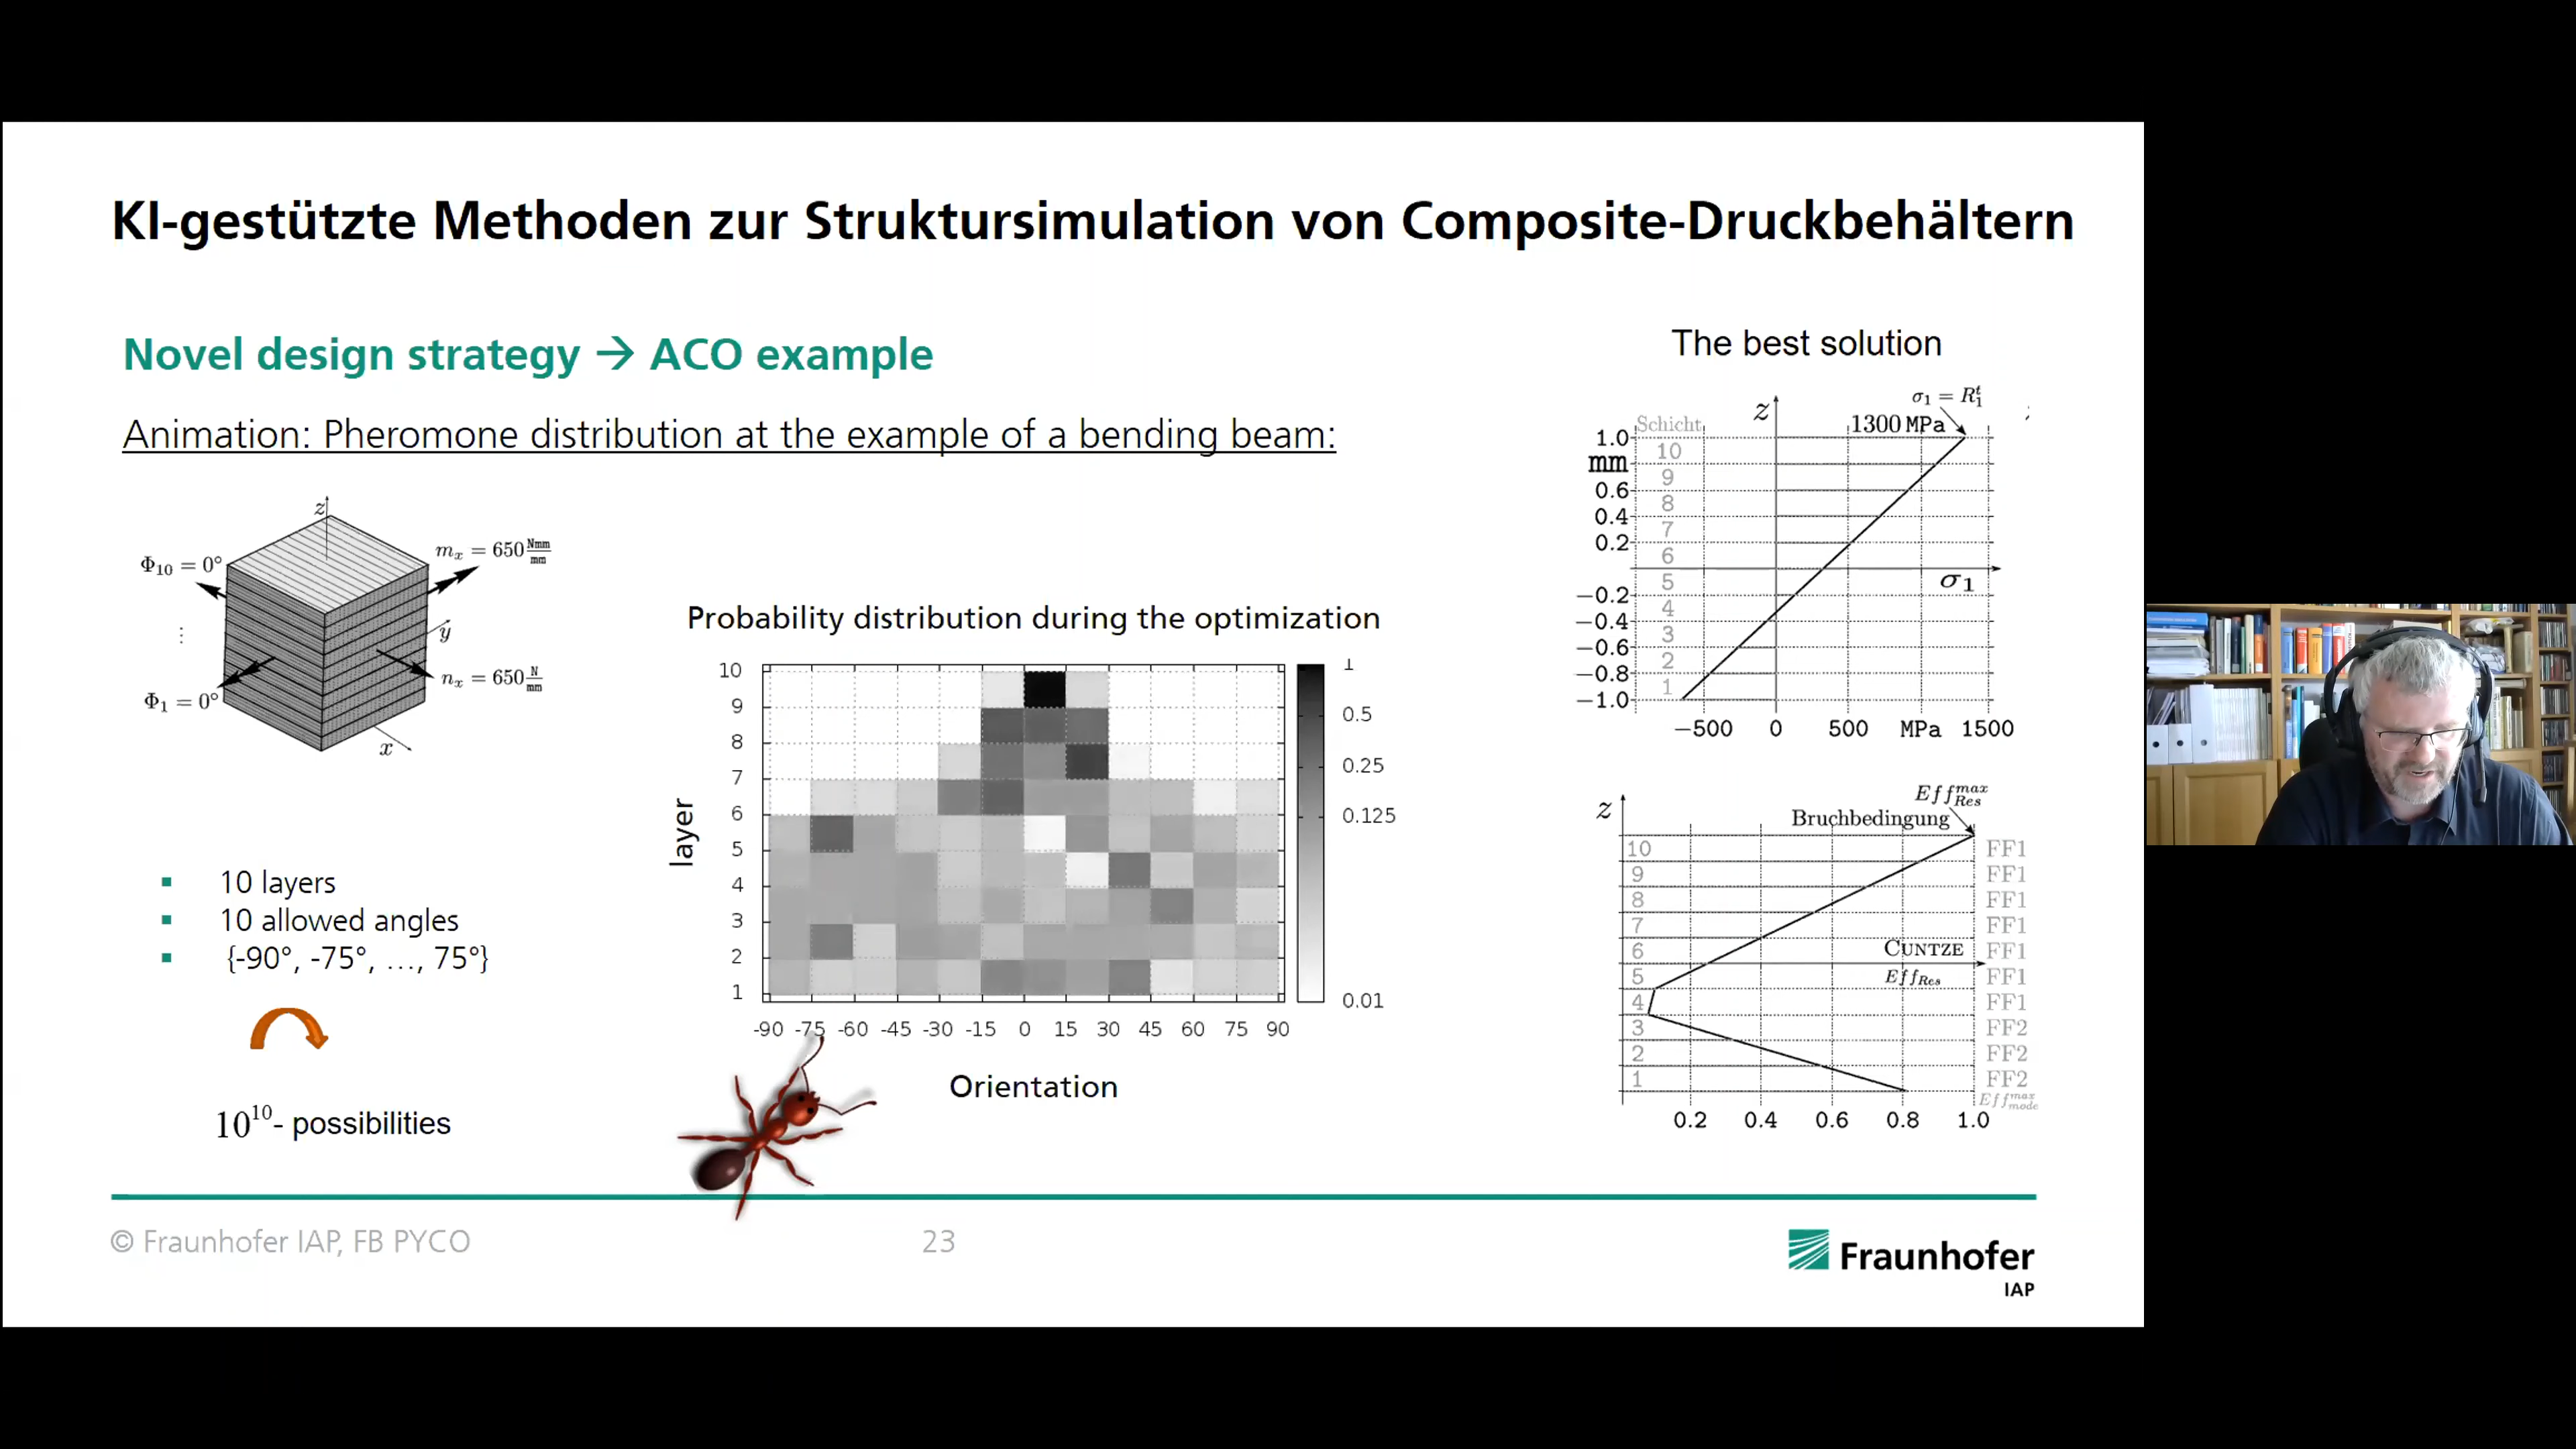 KI-gestützte Methoden zur Struktursimulation von Composite-Druckbehältern
Novel design strategy → ACO example
Animation: Pheromone distribution at the example of a bending beam:
z
Φ10 = 0°
mx = 650 Nmm/mm
⋮
y
nx = 650 N/mm
Φ1 = 0°
x
▪ 10 layers
▪ 10 allowed angles
▪ {-90°, -75°, ..., 75°}
10^10- possibilities
Probability distribution during the optimization
layer
10
9
8
7
6
5
4
3
2
1
-90 -75 -60 -45 -30 -15 0 15 30 45 60 75 90
Orientation
1
0.5
0.25
0.125
0.01
The best solution
σ1 = R1^t
z
Schicht
1300 MPa
1.0
10
mm
9
0.6
8
0.4
7
0.2
6
5
σ1
−0.2
4
−0.4
3
−0.6
2
−0.8
1
−1.0
−500 0 500 MPa 1500
Eff_Res^max
z
Bruchbedingung
10 FF1
9 FF1
8 FF1
7 FF1
6 CUNTZE FF1
5 Eff_Res FF1
4 FF1
3 FF2
2 FF2
1 FF2
Eff_mode^max
0.2 0.4 0.6 0.8 1.0
© Fraunhofer IAP, FB PYCO
23
Fraunhofer
IAP